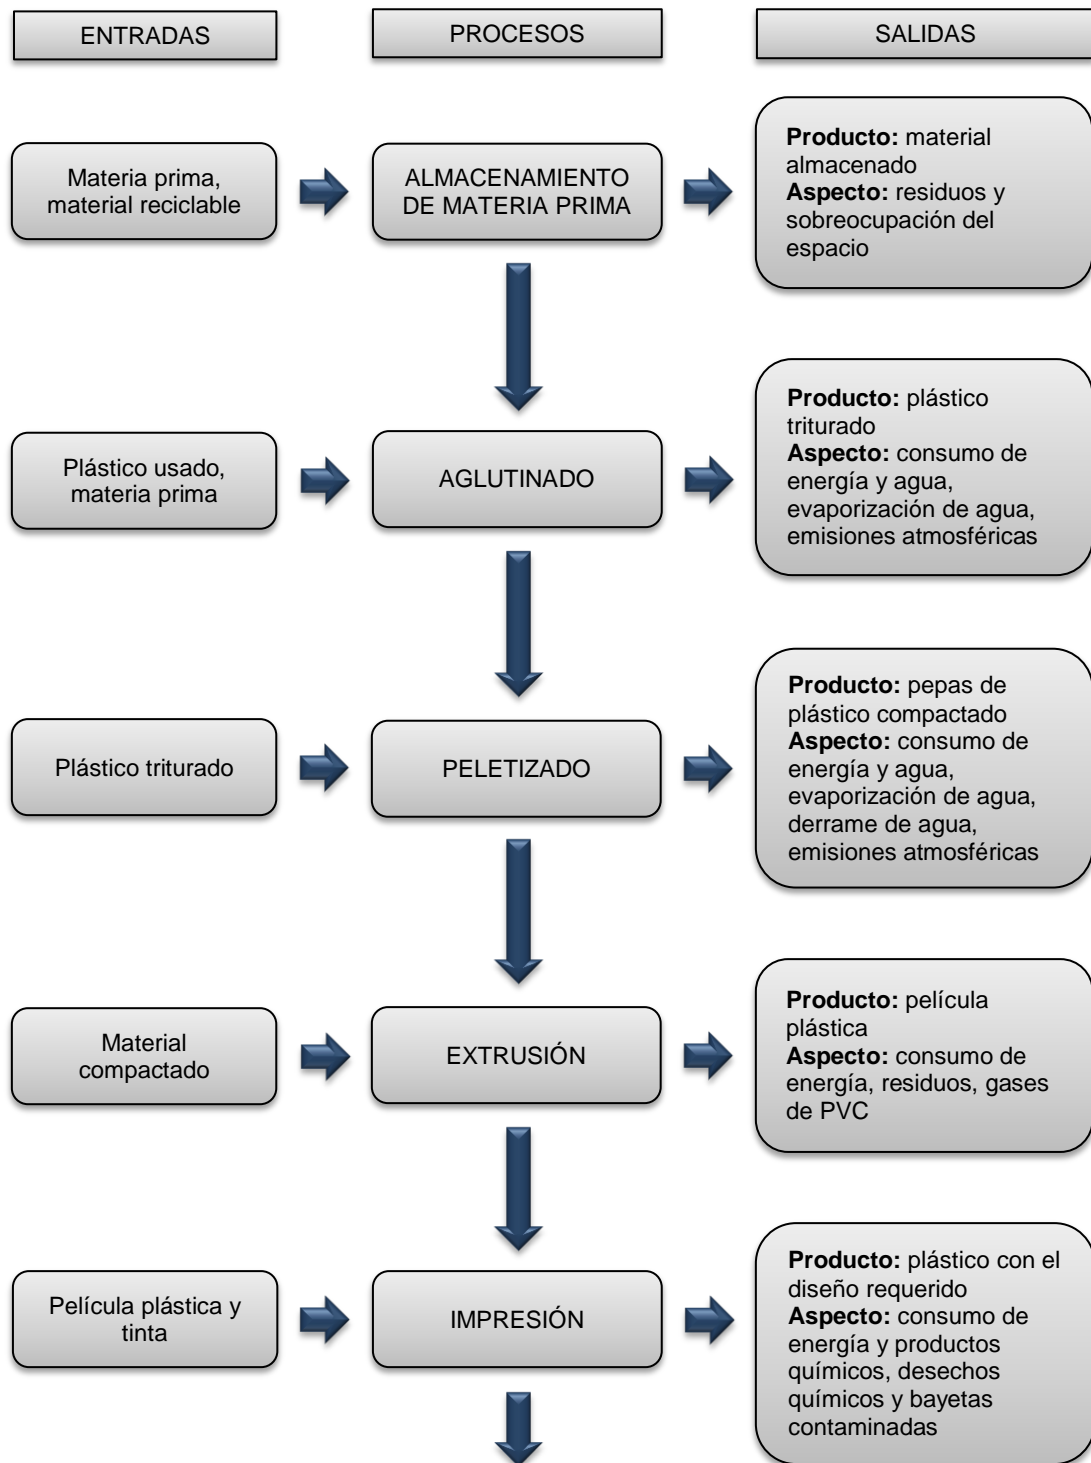 ENTRADAS
PROCESOS
SALIDAS
Materia prima,
material reciclable
ALMACENAMIENTO
DE MATERIA PRIMA
Producto: material
almacenado
Aspecto: residuos y
sobreocupación del
espacio
Plástico usado,
materia prima
AGLUTINADO
Producto: plástico
triturado
Aspecto: consumo de
energía y agua,
evaporización de agua,
emisiones atmosféricas
Plástico triturado
PELETIZADO
Producto: pepas de
plástico compactado
Aspecto: consumo de
energía y agua,
evaporización de agua,
derrame de agua,
emisiones atmosféricas
Material
compactado
EXTRUSIÓN
Producto: película
plástica
Aspecto: consumo de
energía, residuos, gases
de PVC
Película plástica y
tinta
IMPRESIÓN
Producto: plástico con el
diseño requerido
Aspecto: consumo de
energía y productos
químicos, desechos
químicos y bayetas
contaminadas